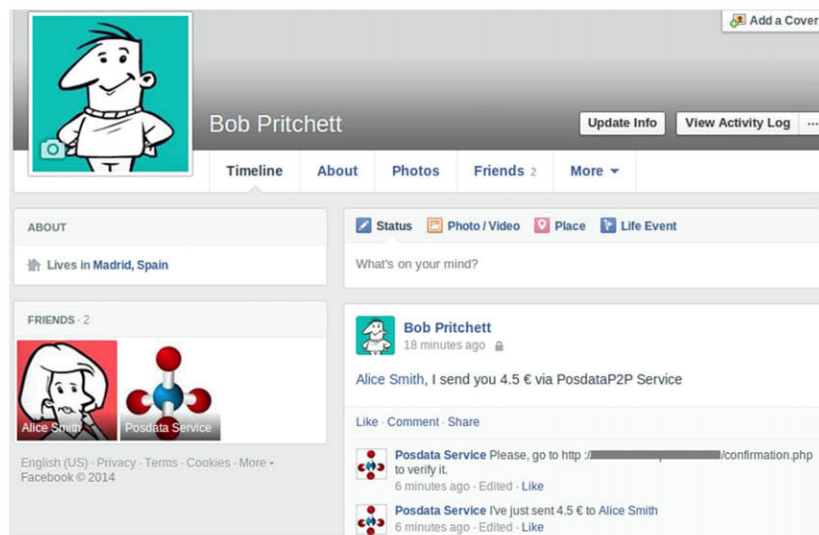 Add a Cover
Bob Pritchett
Update Info
View Activity Log
...
Timeline
About
Photos
Friends 2
More
ABOUT
Lives in Madrid, Spain
FRIENDS · 2
Alice Smith
Posdata Service
English (US) · Privacy · Terms · Cookies · More
Facebook © 2014
Status
Photo / Video
Place
Life Event
What's on your mind?
Bob Pritchett
18 minutes ago
Alice Smith, I send you 4.5 € via PosdataP2P Service
Like · Comment · Share
Posdata Service Please, go to http :/ /confirmation.php
to verify it.
6 minutes ago · Edited · Like
Posdata Service I've just sent 4.5 € to Alice Smith
6 minutes ago · Edited · Like